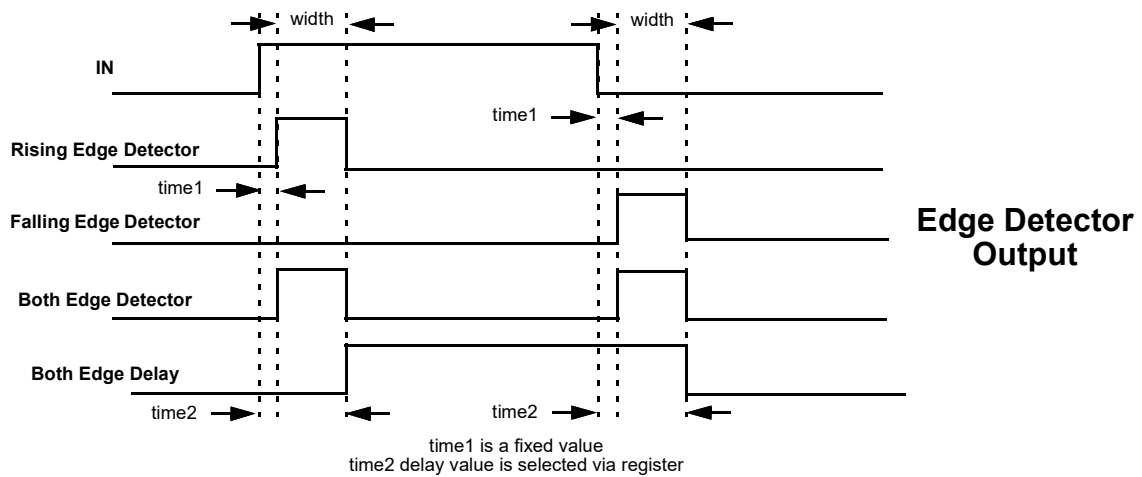 width
width
IN
time1
Rising Edge Detector
time1
Falling Edge Detector
Edge Detector
Output
Both Edge Detector
Both Edge Delay
time2
time2
time1 is a fixed value
time2 delay value is selected via register